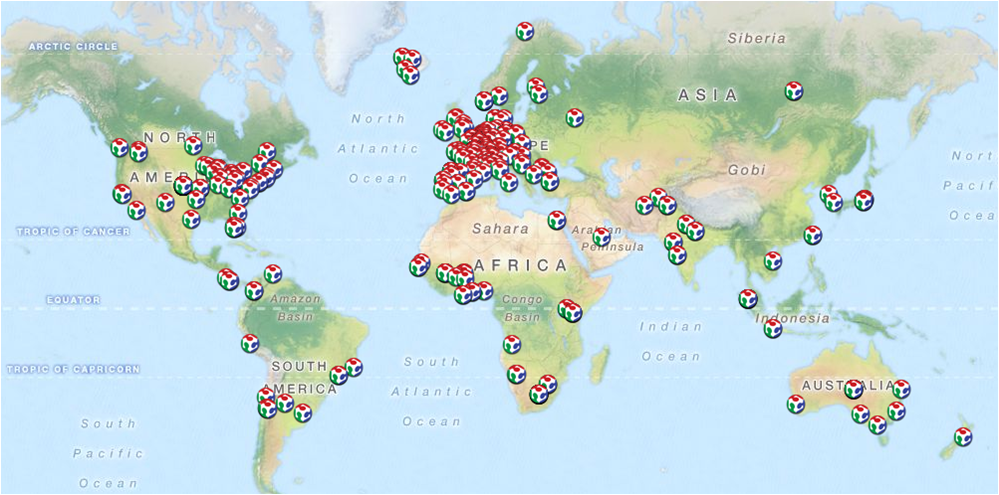 Siberia
ARCTIC CIRCLE
ASIA
North
Atlantic
Ocean
NORTH
AMER
PE
Gobi
Nort
Pacif
Ocea
TROPIC OF CANCER
Sahara
Arabian
Peninsula
AFRICA
EQUATOR
Amazon
Basin
Congo
Basin
Indonesia
Indian
Ocean
TROPIC OF CAPRICORN
SOUTH
AMERICA
South
Atlantic
Ocean
AUSTRALIA
South
Pacific
Ocean